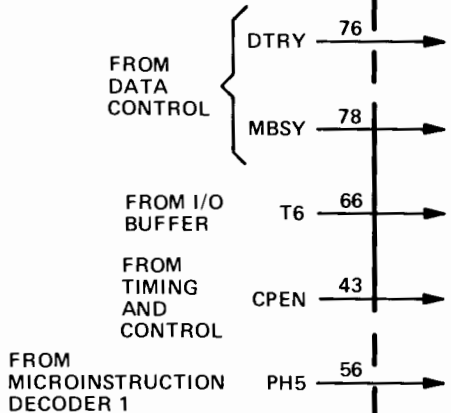 FROM
DATA
CONTROL
DTRY 76
MBSY 78
FROM I/O
BUFFER
T6 66
FROM
TIMING
AND
CONTROL
CPEN 43
FROM
MICROINSTRUCTION
DECODER 1
PH5 56